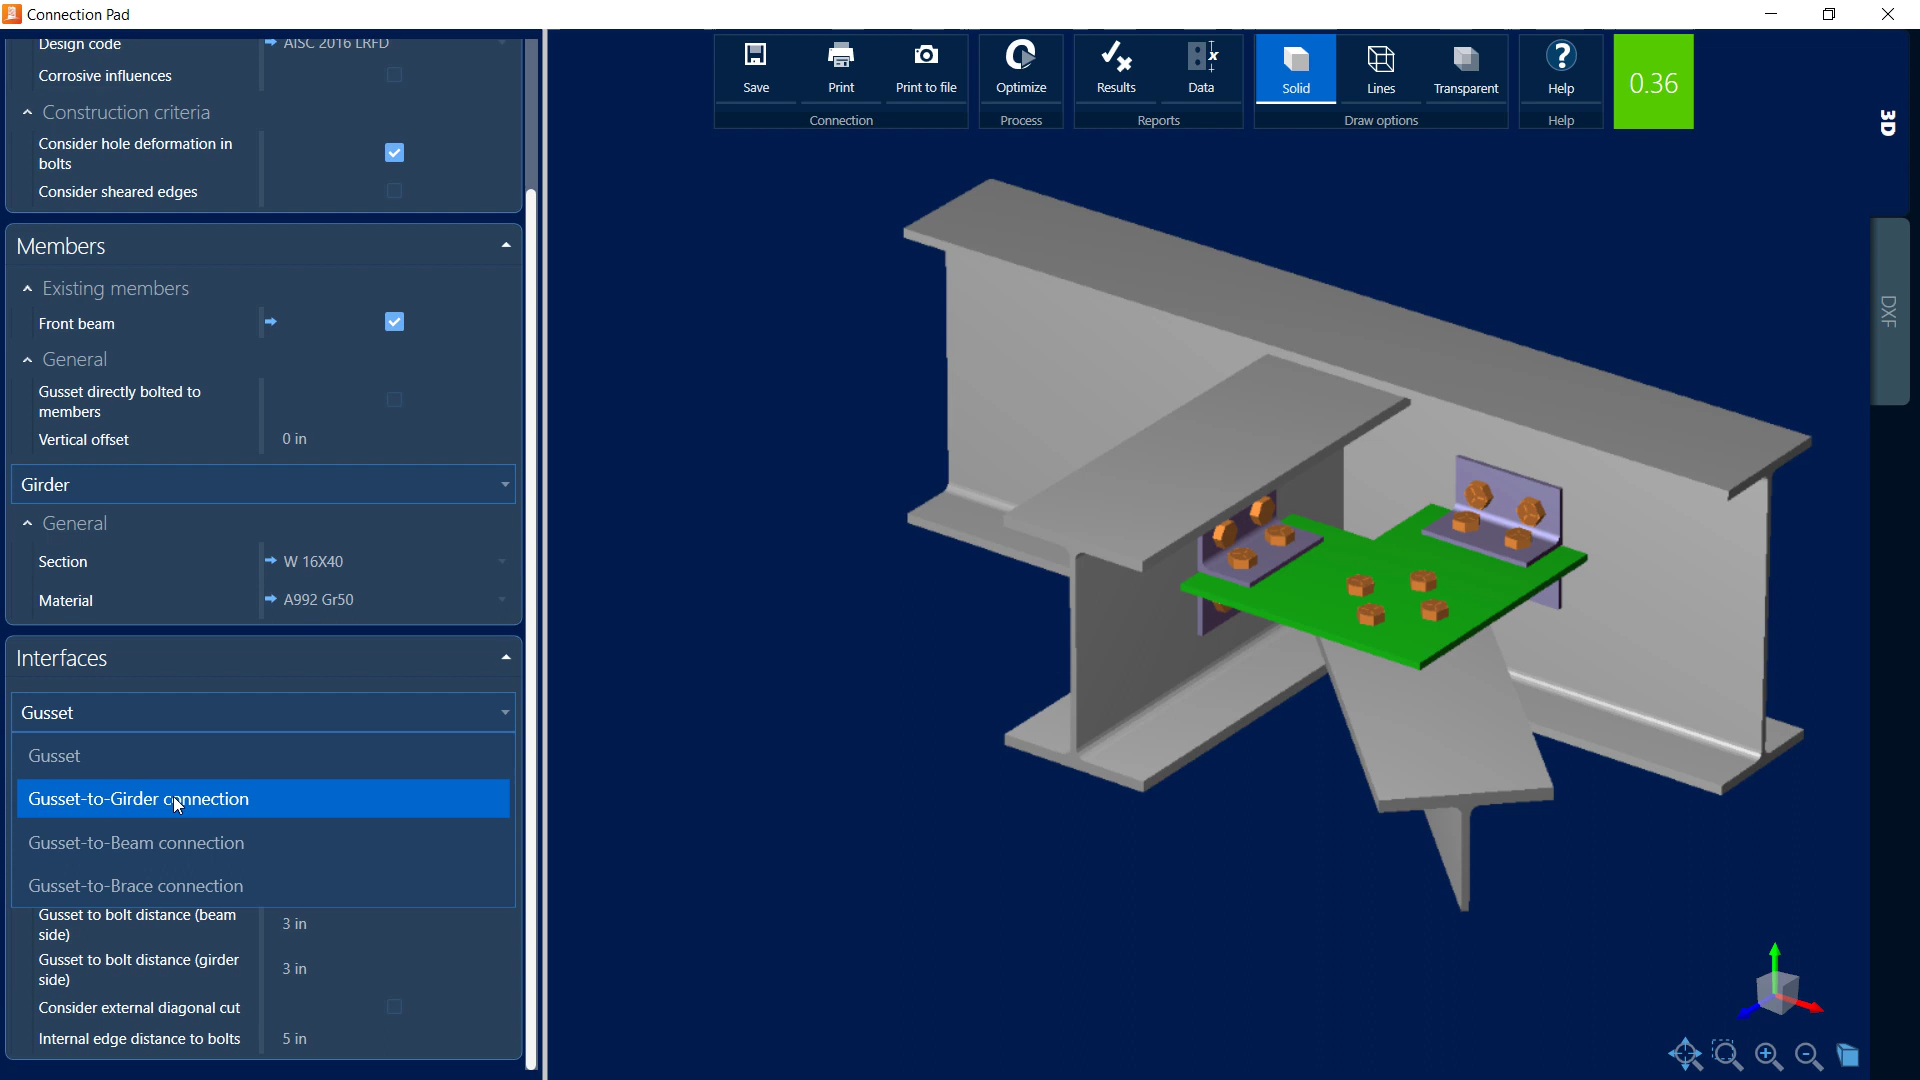 Connection Pad
Design code
AISC 2016 LRFD
Corrosive influences
Construction criteria
Consider hole deformation in
bolts
Consider sheared edges
Members
Existing members
Front beam
General
Gusset directly bolted to
members
Vertical offset
0 in
Girder
General
Section
W 16X40
Material
A992 Gr50
Interfaces
Gusset
Gusset
Gusset-to-Girder connection
Gusset-to-Beam connection
Gusset-to-Brace connection
Gusset to bolt distance (beam
side)
3 in
Gusset to bolt distance (girder
side)
3 in
Consider external diagonal cut
Internal edge distance to bolts
5 in
Save
Print
Print to file
Connection
Optimize
Process
Results
Data
Reports
Solid
Lines
Transparent
Draw options
Help
Help
0.36
3D
DXF